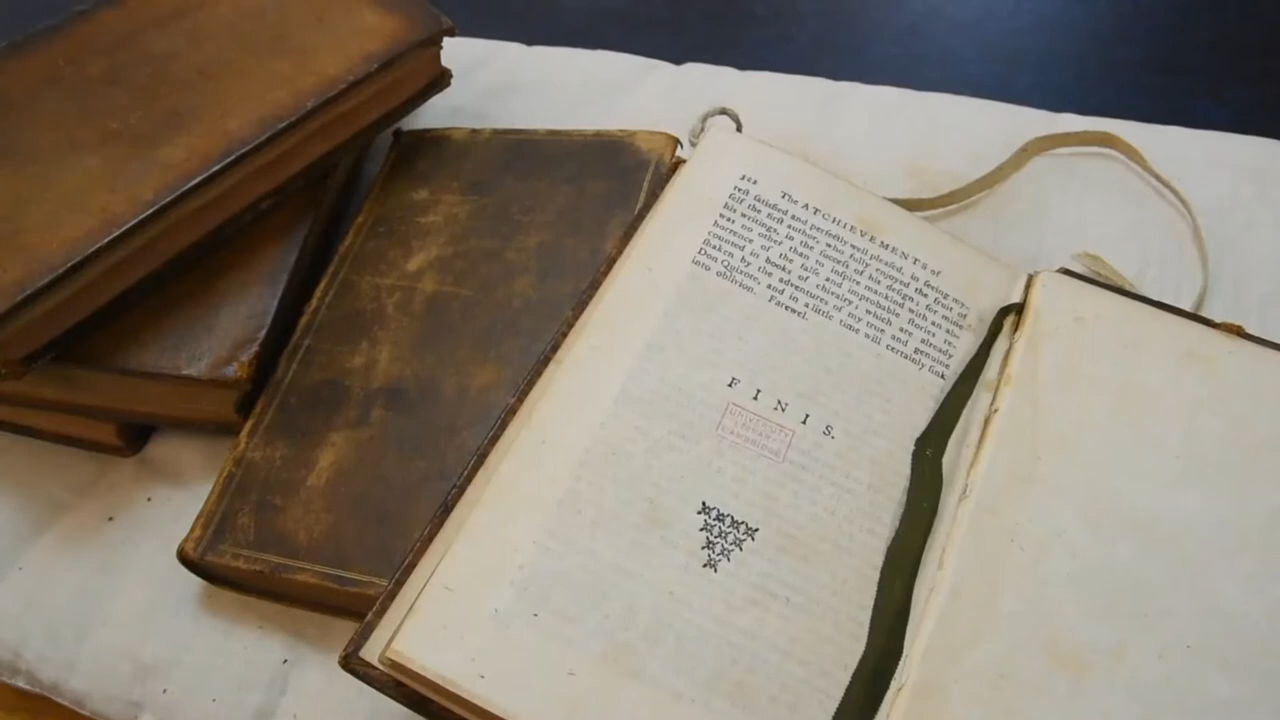 322 The ATCHIEVEMENTS of
reſt ſatisfied and perfectly well pleaſed, in ſeeing my-
ſelf the firſt author, who fully enjoyed the fruit of
his writings, in the ſucceſs of his deſign; for mine
was no other than to inſpire mankind with an ab-
horrence of the falſe and improbable ſtories re-
counted in books of chivalry; which are already
ſhaken by the adventures of my true and genuine
Don Quixote, and in a little time will certainly ſink
into oblivion. Farewel.
FINIS.
UNIVERSITY
LIBRARY
CAMBRIDGE